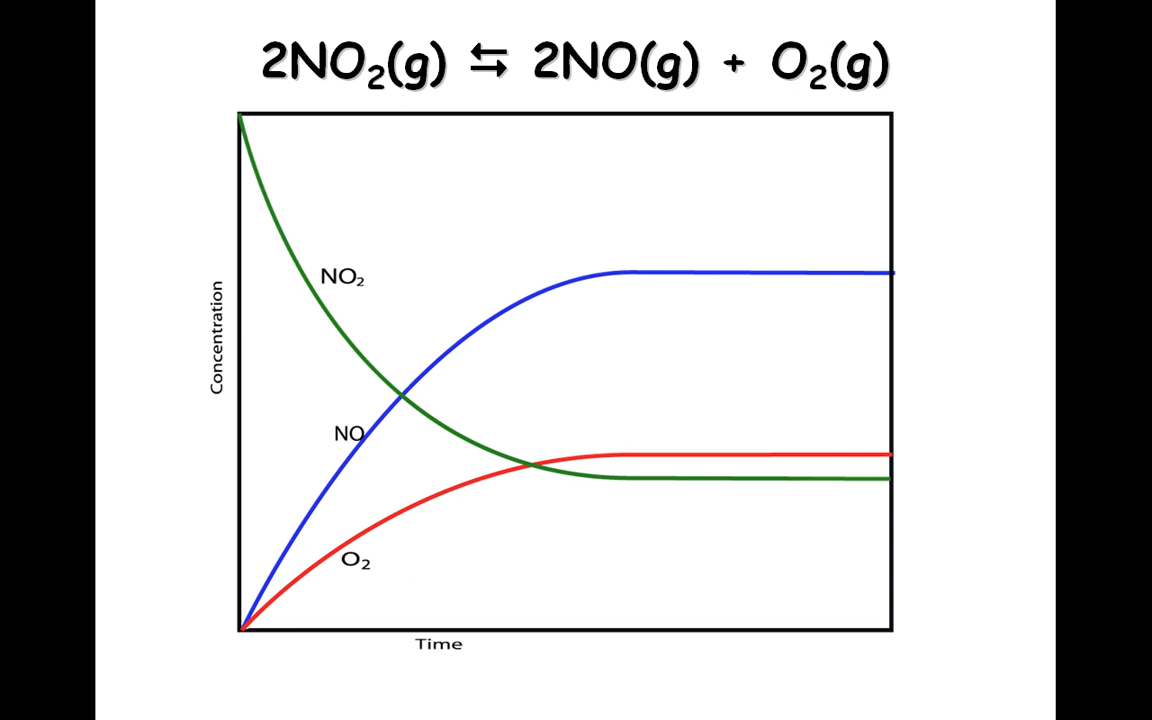 2NO₂(g) ⇆ 2NO(g) + O₂(g)
NO₂
Concentration
NO
O₂
Time